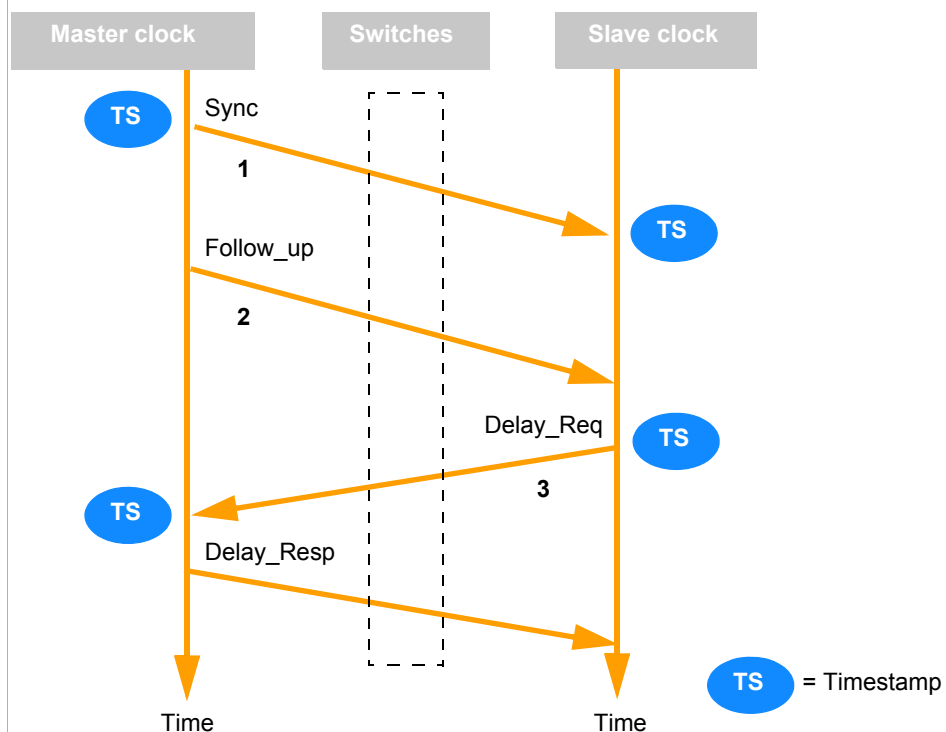 Master clock
Switches
Slave clock
TS
Sync
1
TS
Follow_up
2
Delay_Req
TS
3
TS
Delay_Resp
TS = Timestamp
Time
Time